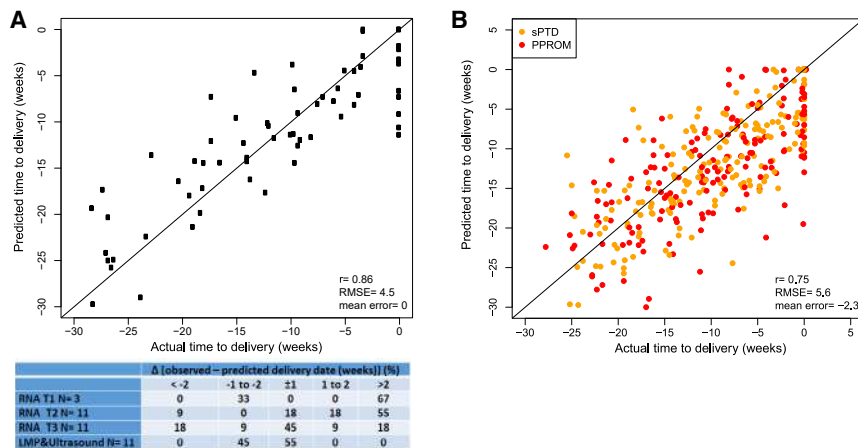 A
Predicted time to delivery (weeks)
0
−5
−10
−15
−20
−25
−30
r= 0.86
RMSE= 4.5
mean error= 0
−30 −25 −20 −15 −10 −5 0
Actual time to delivery (weeks)
B
sPTD
PPROM
Predicted time to delivery (weeks)
5
0
−5
−10
−15
−20
−25
−30
r= 0.75
RMSE= 5.6
mean error= −2.3
−30 −25 −20 −15 −10 −5 0 5
Actual time to delivery (weeks)
Δ [observed – predicted delivery date (weeks)] (%)
< -2 -1 to -2 ±1 1 to 2 >2
RNA T1 N= 3 0 33 0 0 67
RNA T2 N= 11 9 0 18 18 55
RNA T3 N= 11 18 9 45 9 18
LMP&Ultrasound N= 11 0 45 55 0 0